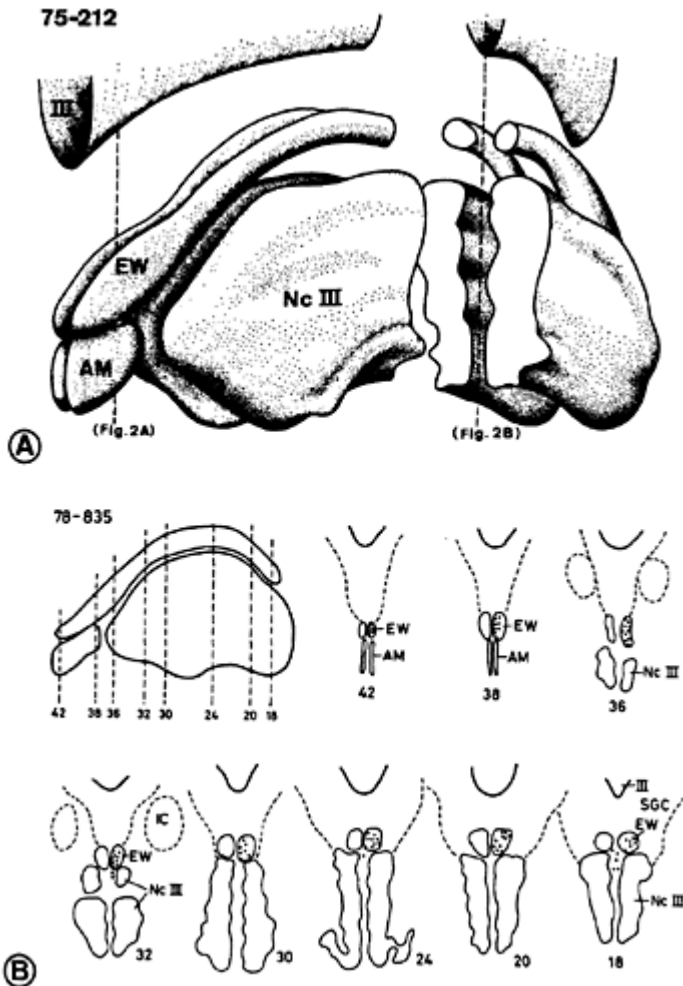 75-212
III
EW
Nc III
AM
(Fig.2A)
(Fig. 2B)
A
78-835
42 38 36 32 30 24 20 18
EW
AM
42
EW
AM
38
Nc III
36
IC
EW
Nc III
32
30
24
20
III
SGC
EW
Nc III
18
B